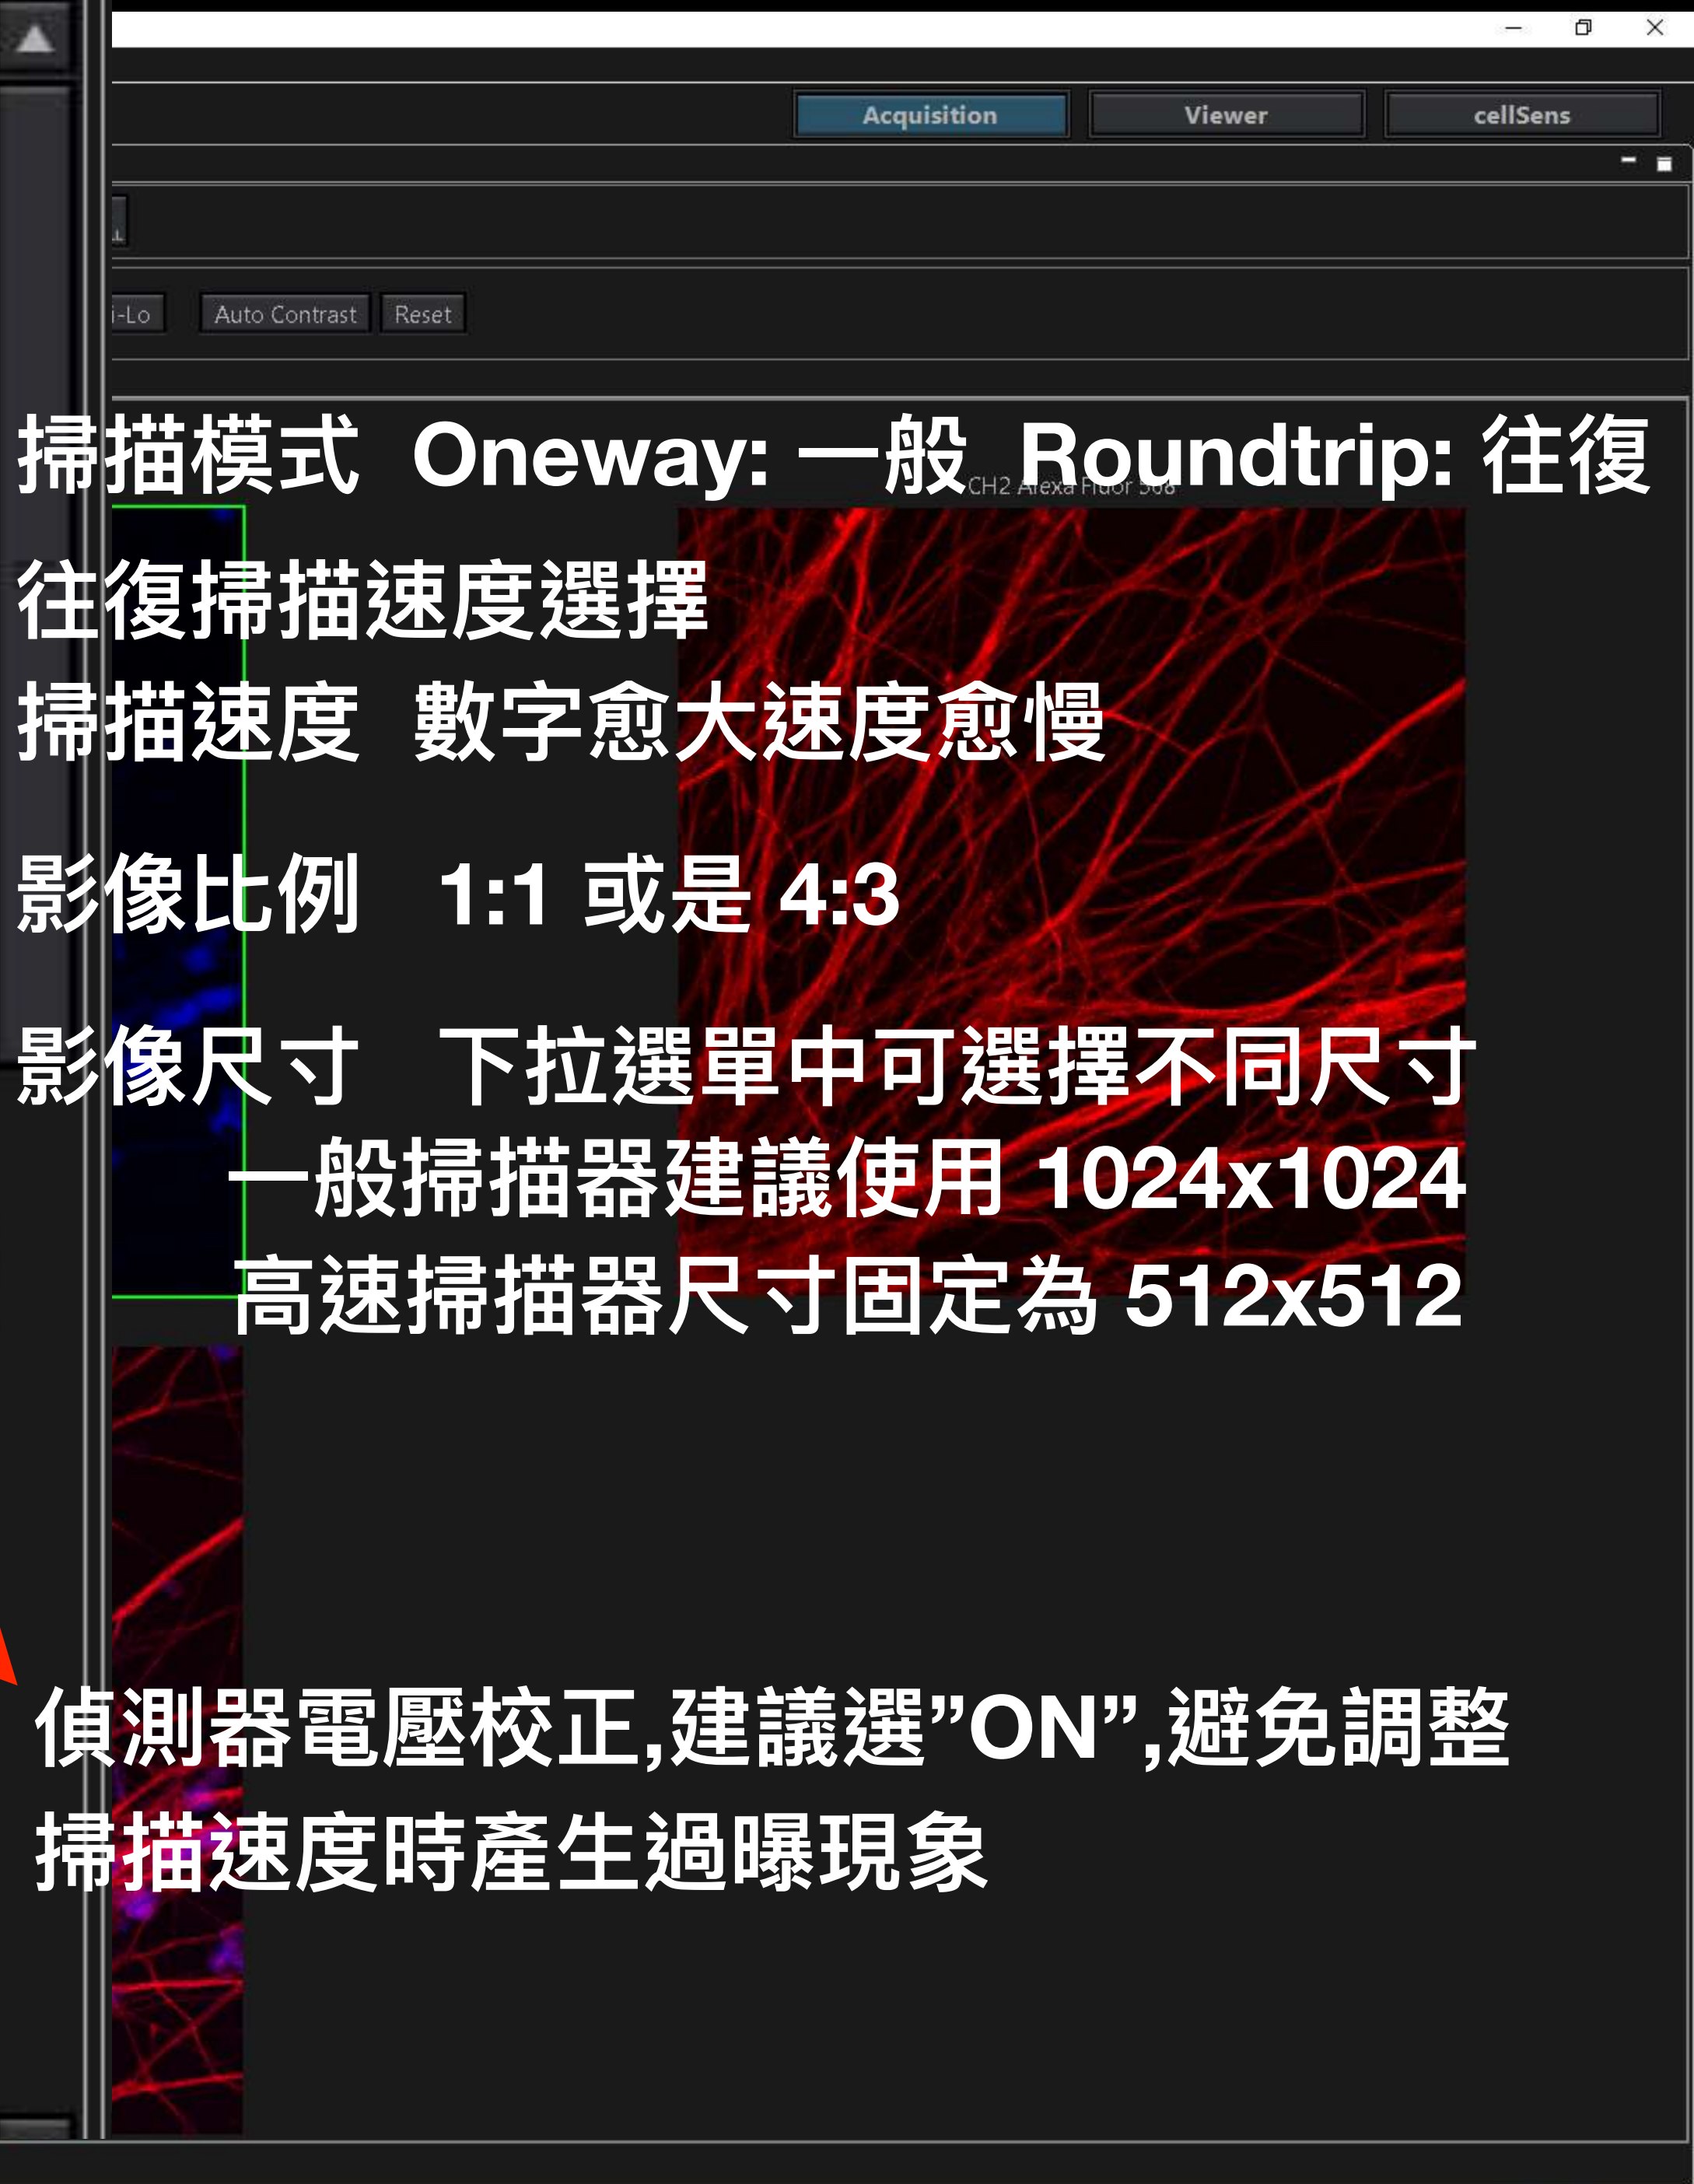 Acquisition Viewer cellSens
Auto Contrast Reset
掃描模式 Oneway: 一般 Roundtrip: 往復
CH2 Alexa Fluor 568
往復掃描速度選擇
掃描速度 數字愈大速度愈慢
影像比例 1:1 或是 4:3
影像尺寸 下拉選單中可選擇不同尺寸
一般掃描器建議使用 1024x1024
高速掃描器尺寸固定為 512x512
偵測器電壓校正,建議選”ON”,避免調整
掃描速度時產生過曝現象